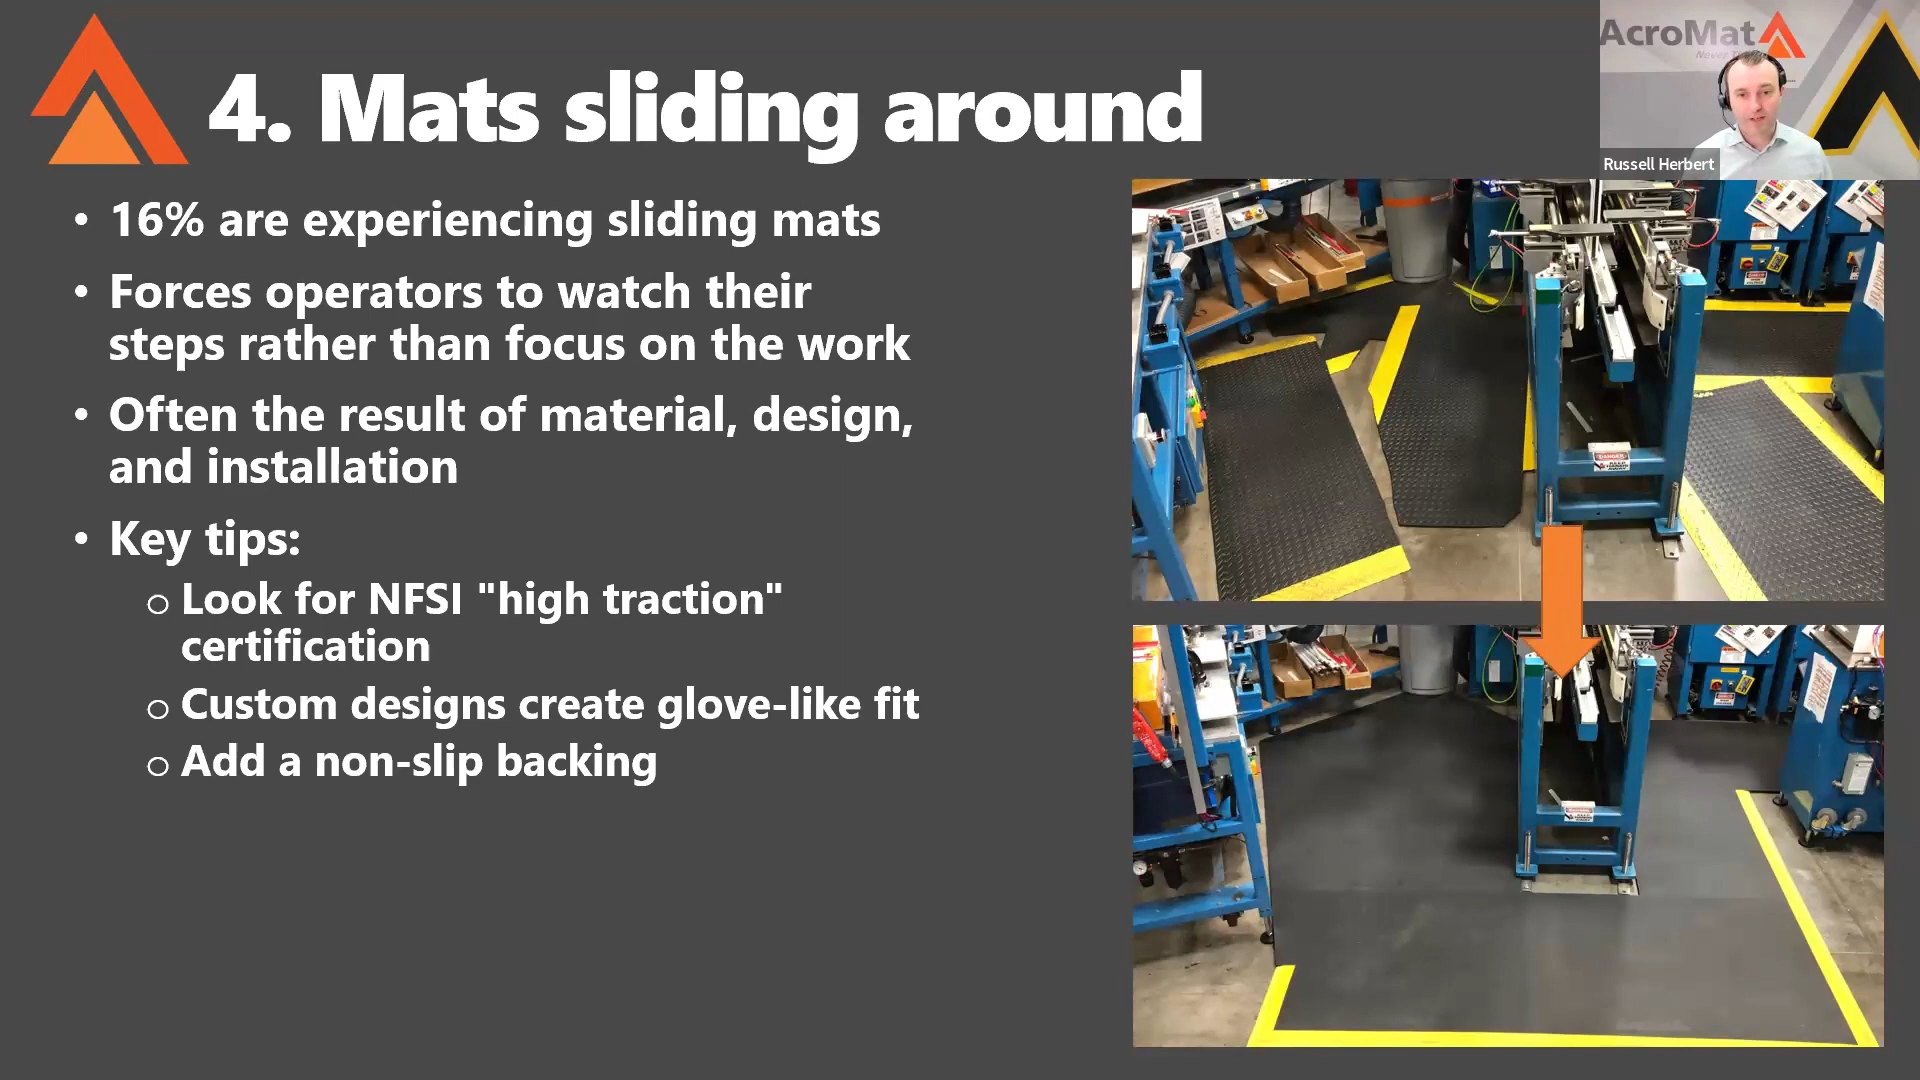 4. Mats sliding around
• 16% are experiencing sliding mats
• Forces operators to watch their
steps rather than focus on the work
• Often the result of material, design,
and installation
• Key tips:
o Look for NFSI "high traction"
certification
o Custom designs create glove-like fit
o Add a non-slip backing
AcroMat
Russell Herbert
DANGER